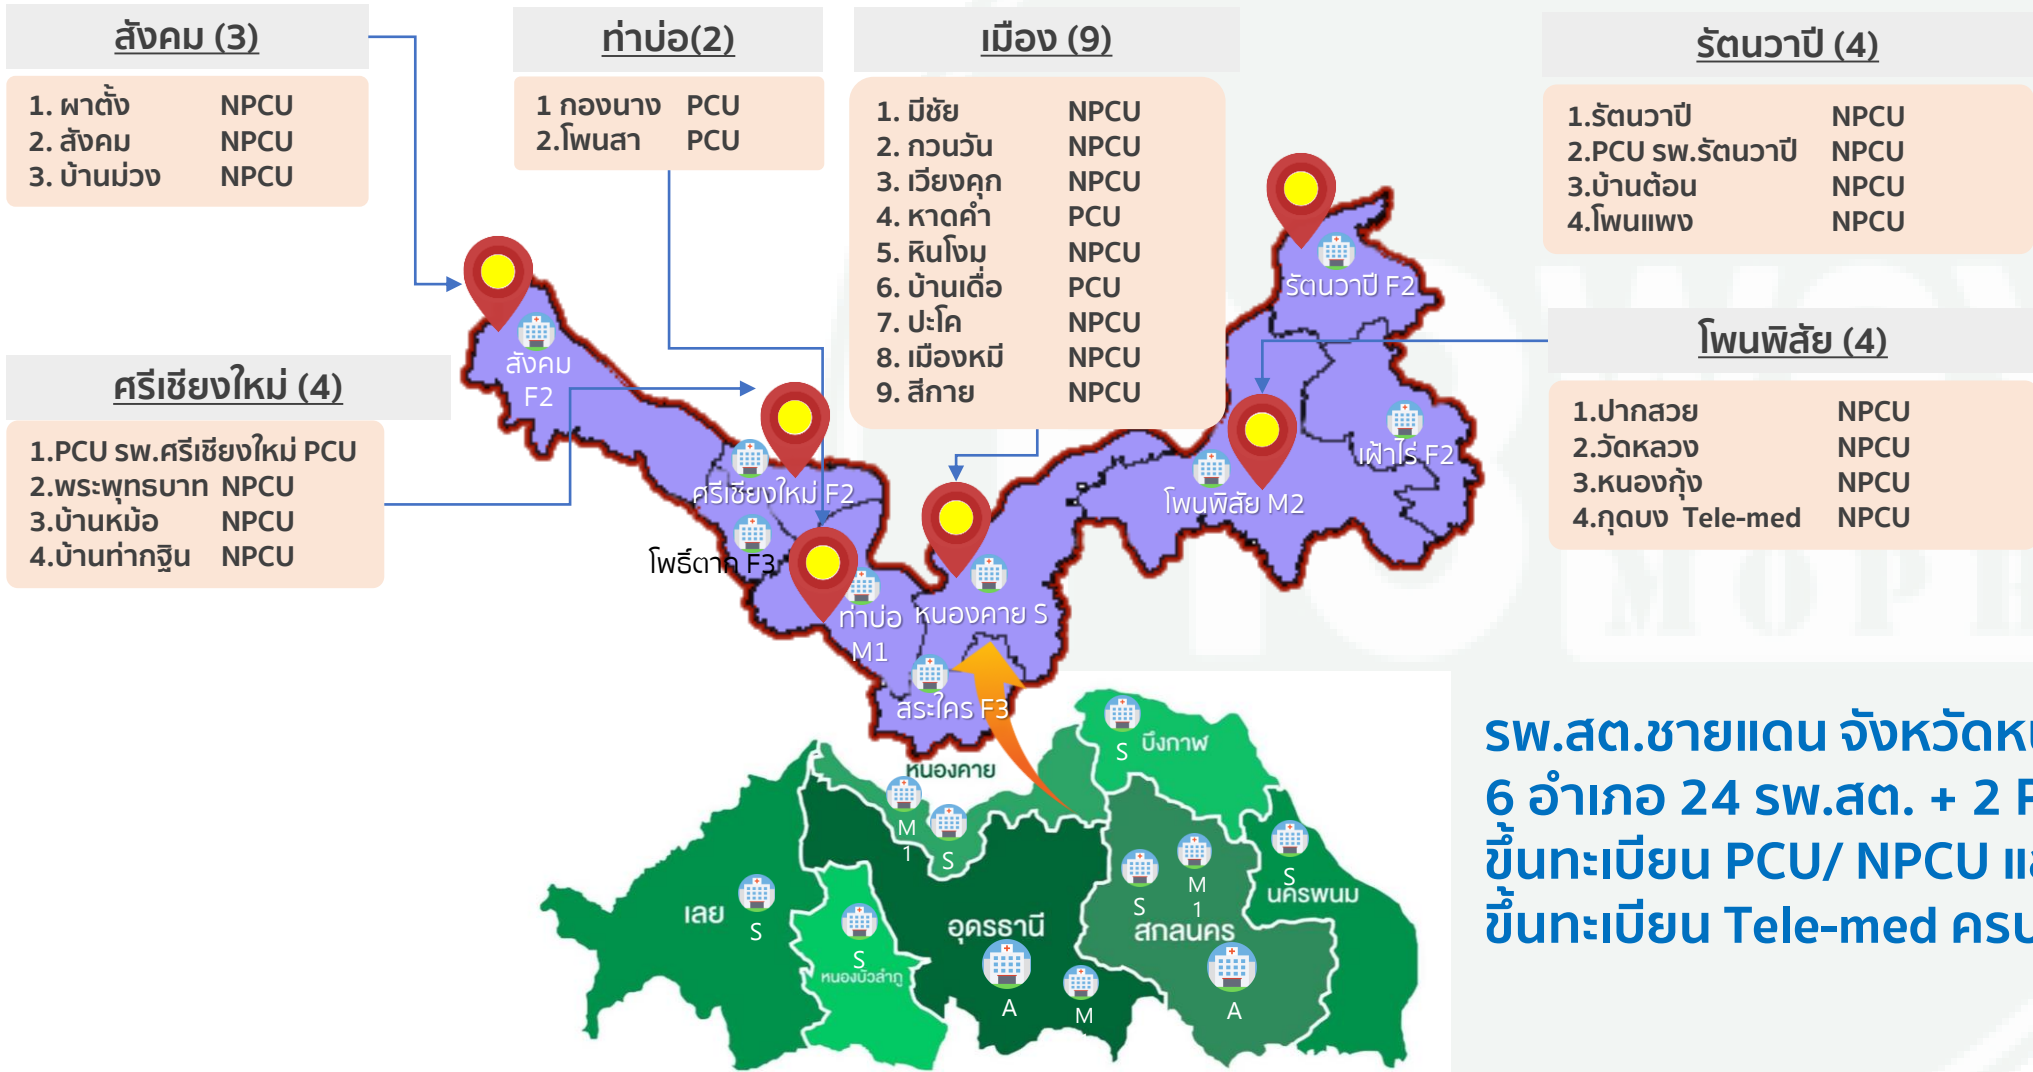 สังคม (3)
1. ผาตั้ง NPCU
2. สังคม NPCU
3. บ้านม่วง NPCU
ท่าบ่อ(2)
1 กองนาง PCU
2.โพนสา PCU
เมือง (9)
1. มีชัย NPCU
2. กวนวัน NPCU
3. เวียงคุก NPCU
4. หาดคำ PCU
5. หินโงม NPCU
6. บ้านเดื่อ PCU
7. ปะโค NPCU
8. เมืองหมี NPCU
9. สีกาย NPCU
รัตนวาปี (4)
1.รัตนวาปี NPCU
2.PCU รพ.รัตนวาปี NPCU
3.บ้านต้อน NPCU
4.โพนแพง NPCU
ศรีเชียงใหม่ (4)
1.PCU รพ.ศรีเชียงใหม่ PCU
2.พระพุทธบาท NPCU
3.บ้านหม้อ NPCU
4.บ้านท่ากฐิน NPCU
โพนพิสัย (4)
1.ปากสวย NPCU
2.วัดหลวง NPCU
3.หนองกุ้ง NPCU
4.กุดบง Tele-med NPCU
สังคม
F2
รัตนวาปี F2
เฝ้าไร่ F2
ศรีเชียงใหม่ F2
โพนพิสัย M2
โพธิ์ตาก F3
ท่าบ่อ
M1
หนองคาย S
สระใคร F3
หนองคาย
M
1
S
บึงกาฬ
S
เลย
S
S
หนองบัวลำภู
อุดรธานี
A
M
S
M
1
สกลนคร
A
S
นครพนม
รพ.สต.ชายแดน จังหวัดห
6 อำเภอ 24 รพ.สต. + 2 P
ขึ้นทะเบียน PCU/ NPCU แ
ขึ้นทะเบียน Tele-med ครบ
MOPH